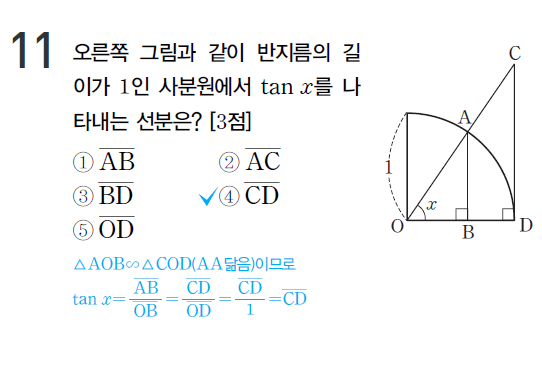 11 오른쪽 그림과 같이 반지름의 길
이가 1인 사분원에서 tan x를 나
타내는 선분은? [3점]
① AB ② AC
③ BD ④ CD
⑤ OD
△AOB∽△COD(AA닮음)이므로
tan x = AB/OB = CD/OD = CD/1 = CD
C
A
1
x
O B D